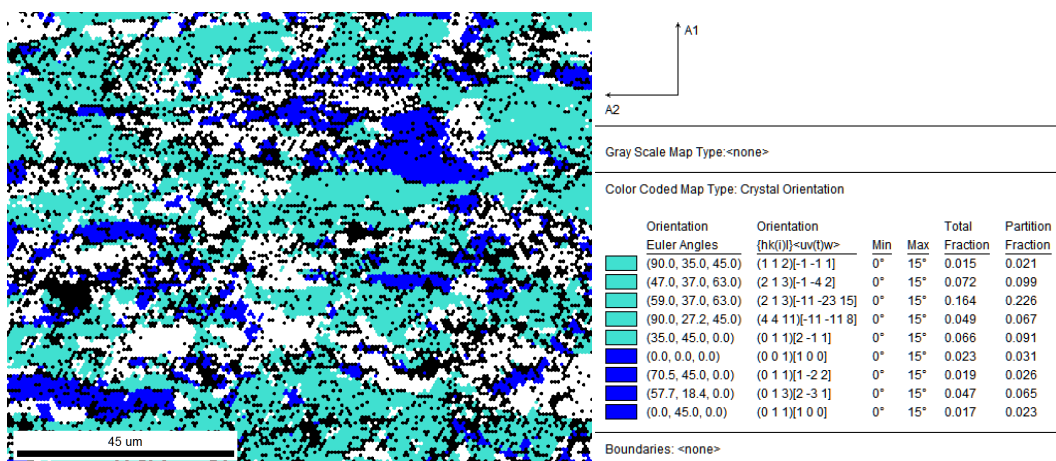 A1
A2
Gray Scale Map Type:<none>
Color Coded Map Type: Crystal Orientation
Orientation Orientation Total Partition
Euler Angles {hk(i)l}<uv(t)w> Min Max Fraction Fraction
(90.0, 35.0, 45.0) (1 1 2)[-1 -1 1] 0° 15° 0.015 0.021
(47.0, 37.0, 63.0) (2 1 3)[-1 -4 2] 0° 15° 0.072 0.099
(59.0, 37.0, 63.0) (2 1 3)[-11 -23 15] 0° 15° 0.164 0.226
(90.0, 27.2, 45.0) (4 4 11)[-11 -11 8] 0° 15° 0.049 0.067
(35.0, 45.0, 0.0) (0 1 1)[2 -1 1] 0° 15° 0.066 0.091
(0.0, 0.0, 0.0) (0 0 1)[1 0 0] 0° 15° 0.023 0.031
(70.5, 45.0, 0.0) (0 1 1)[1 -2 2] 0° 15° 0.019 0.026
(57.7, 18.4, 0.0) (0 1 3)[2 -3 1] 0° 15° 0.047 0.065
(0.0, 45.0, 0.0) (0 1 1)[1 0 0] 0° 15° 0.017 0.023
45 um
Boundaries: <none>